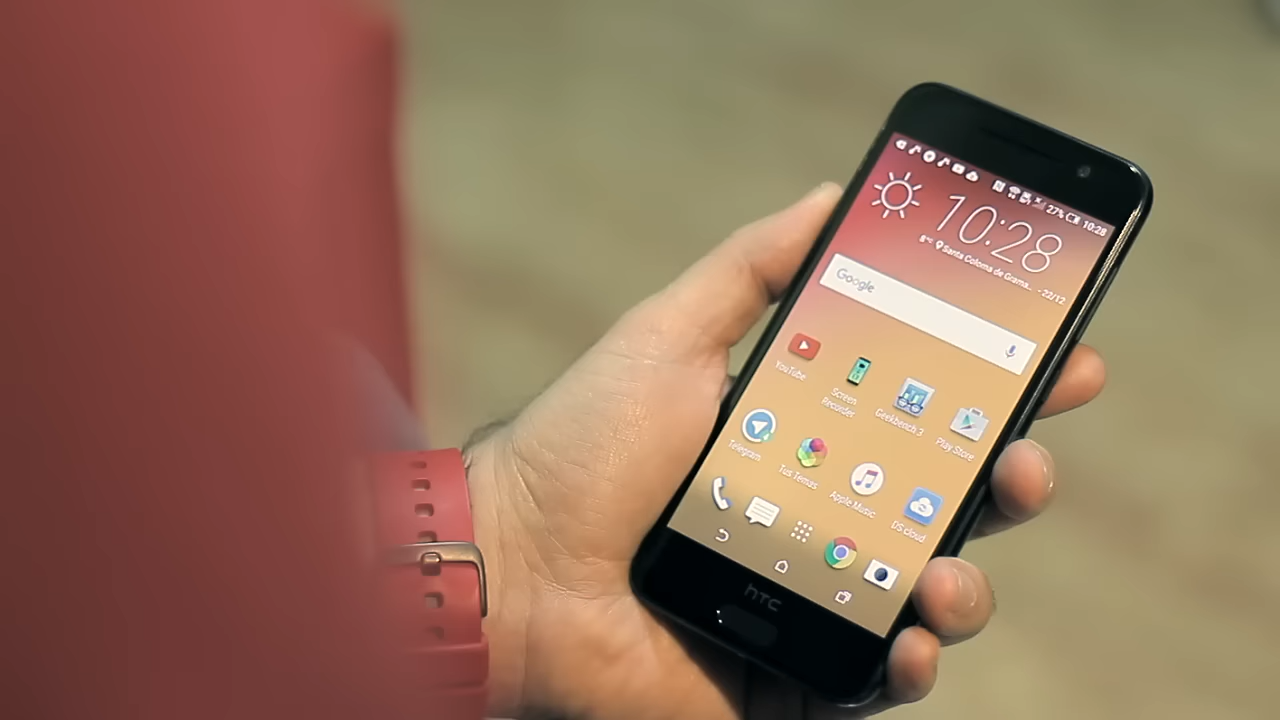 27% 10:28
10:28
8°C Santa Coloma de Grama... - 22/12
Google
YouTube
Screen
Recorder
Geekbench 3
Play Store
Telegram
Tus Temas
Apple Music
DS cloud
hTC